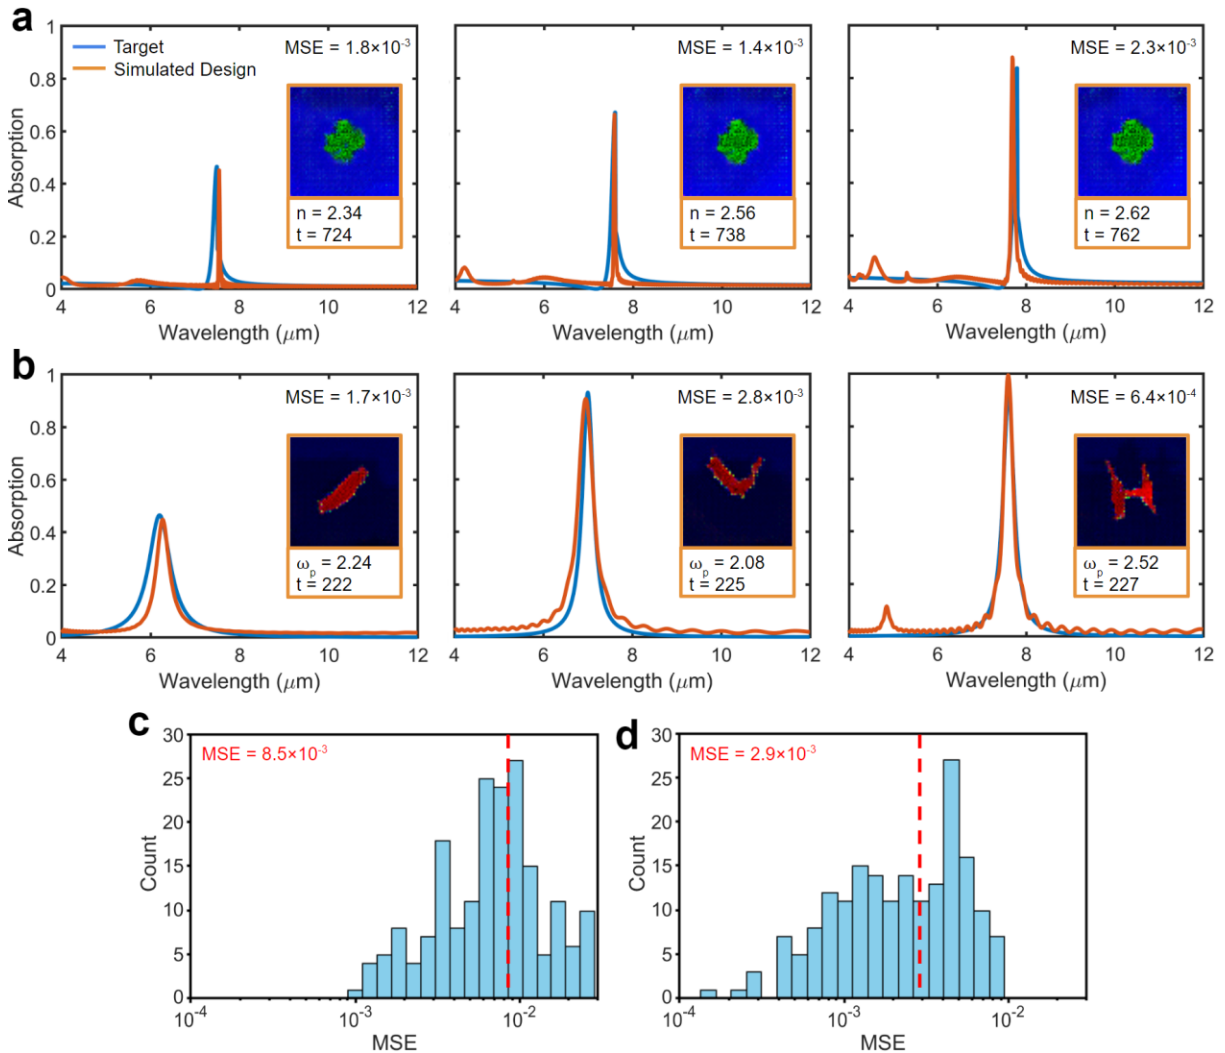 a
Target
Simulated Design
MSE = 1.8×10⁻³
n = 2.34
t = 724
1
0.8
0.6
0.4
0.2
0
Absorption
4 6 8 10 12
Wavelength (μm)
MSE = 1.4×10⁻³
n = 2.56
t = 738
4 6 8 10 12
Wavelength (μm)
MSE = 2.3×10⁻³
n = 2.62
t = 762
4 6 8 10 12
Wavelength (μm)
b
MSE = 1.7×10⁻³
ωₚ = 2.24
t = 222
1
0.8
0.6
0.4
0.2
0
Absorption
4 6 8 10 12
Wavelength (μm)
MSE = 2.8×10⁻³
ωₚ = 2.08
t = 225
4 6 8 10 12
Wavelength (μm)
MSE = 6.4×10⁻⁴
ωₚ = 2.52
t = 227
4 6 8 10 12
Wavelength (μm)
c
MSE = 8.5×10⁻³
30
25
20
15
10
5
0
Count
10⁻⁴ 10⁻³ 10⁻²
MSE
d
MSE = 2.9×10⁻³
30
25
20
15
10
5
0
Count
10⁻⁴ 10⁻³ 10⁻²
MSE